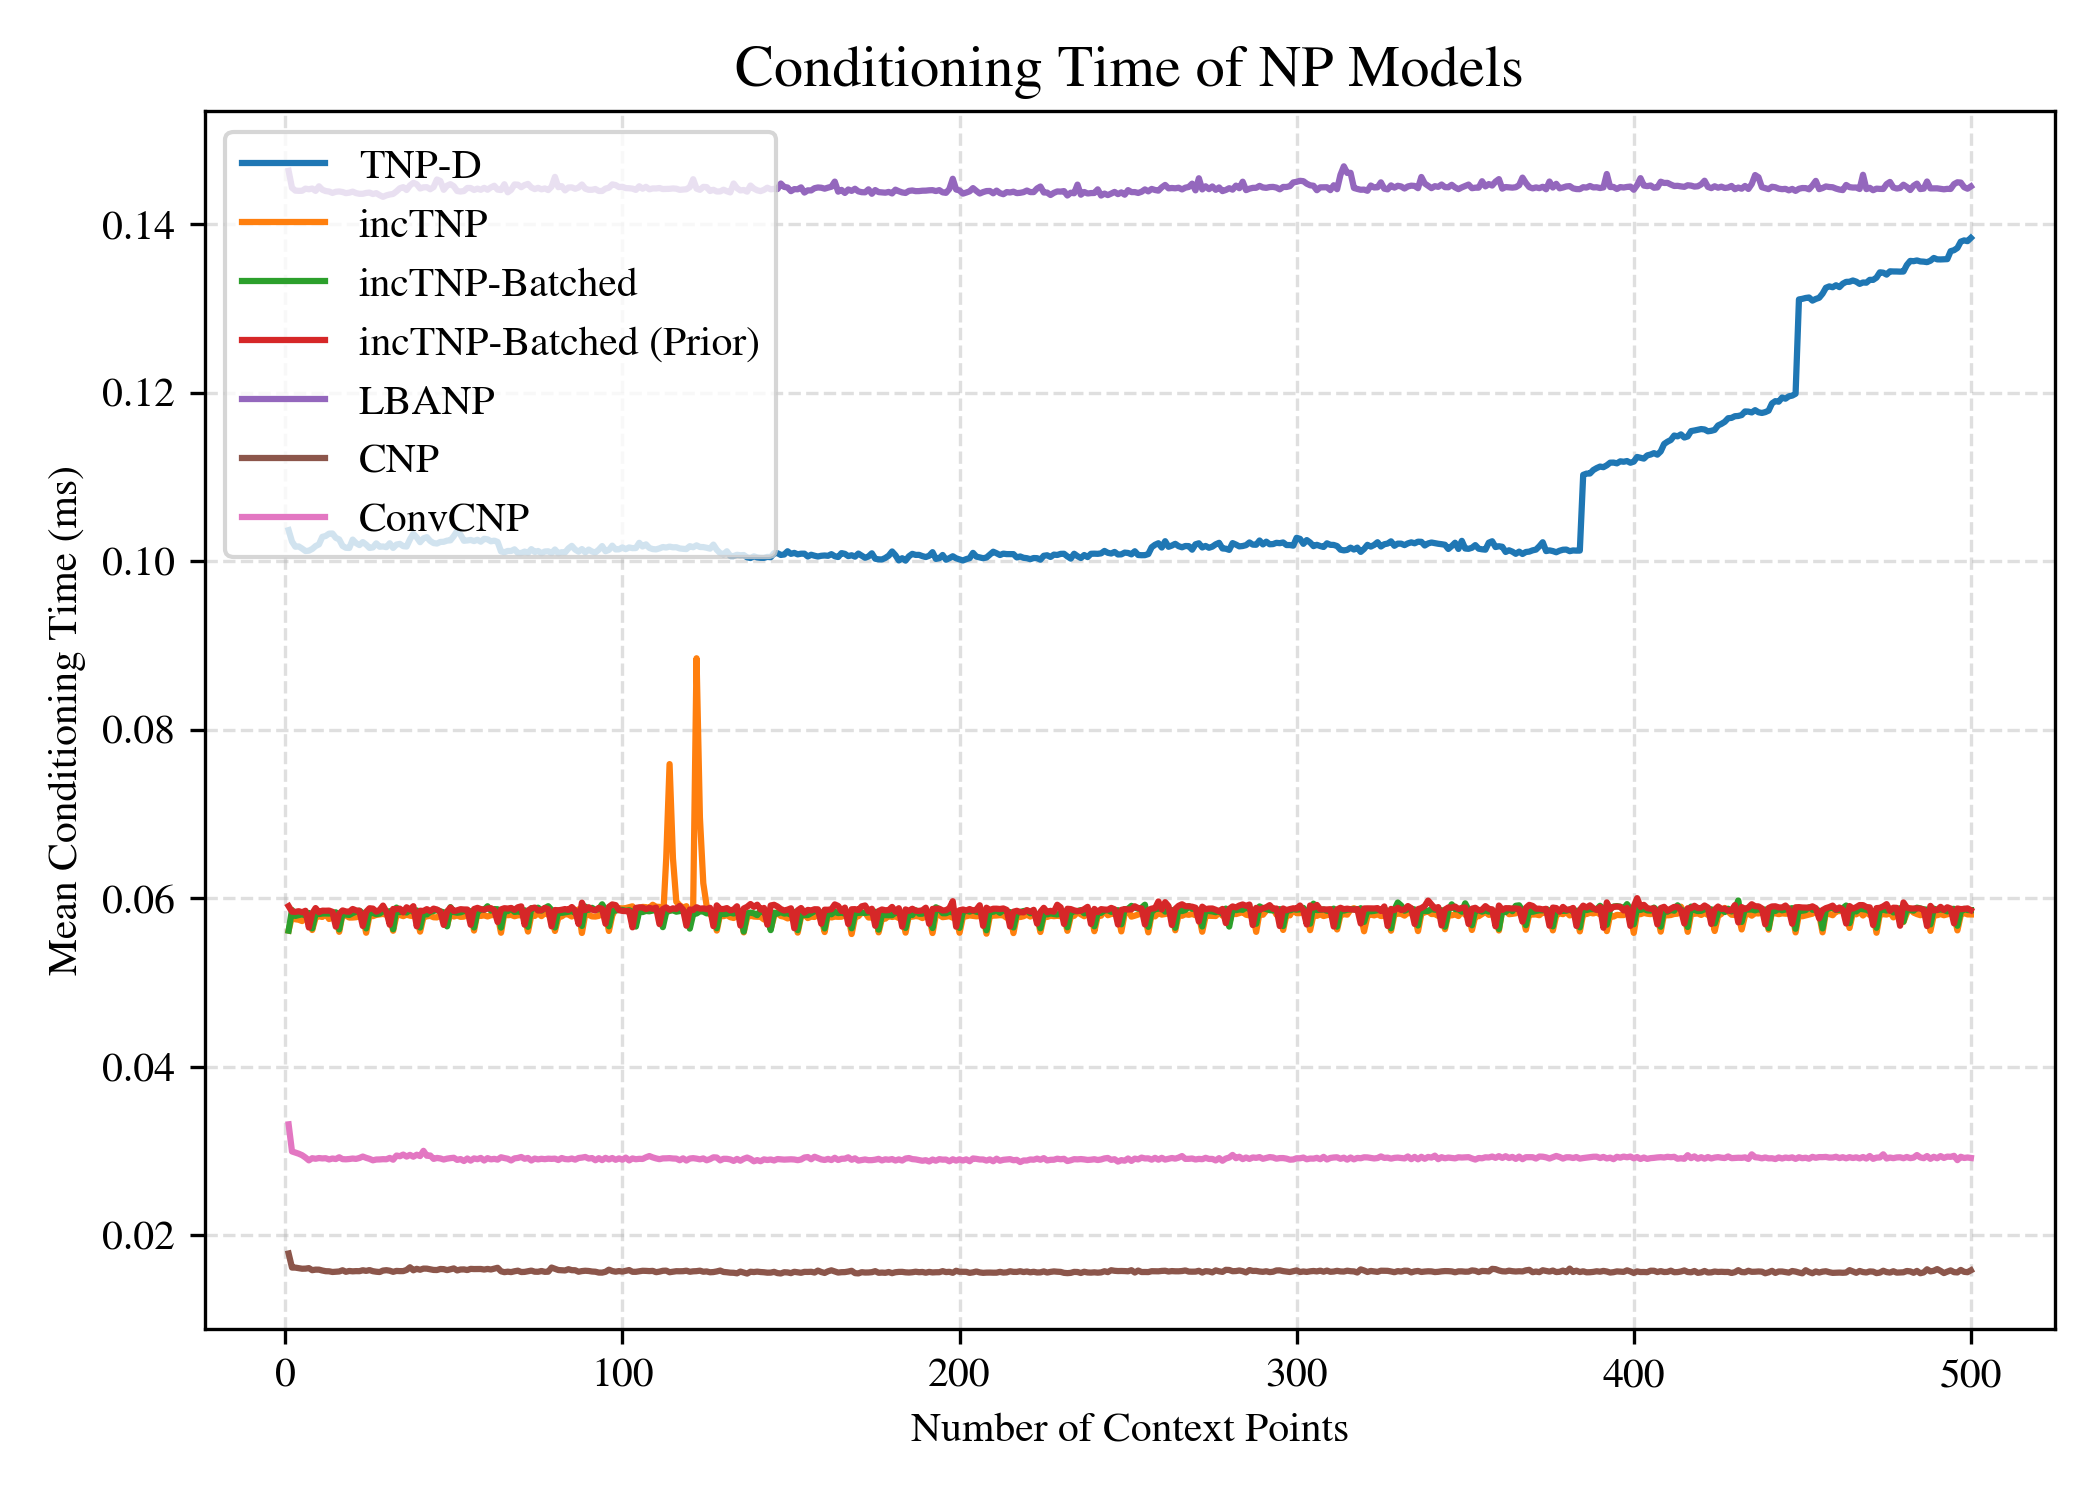 Conditioning Time of NP Models
TNP-D
incTNP
incTNP-Batched
incTNP-Batched (Prior)
LBANP
CNP
ConvCNP
Mean Conditioning Time (ms)
0.14
0.12
0.10
0.08
0.06
0.04
0.02
0 100 200 300 400 500
Number of Context Points